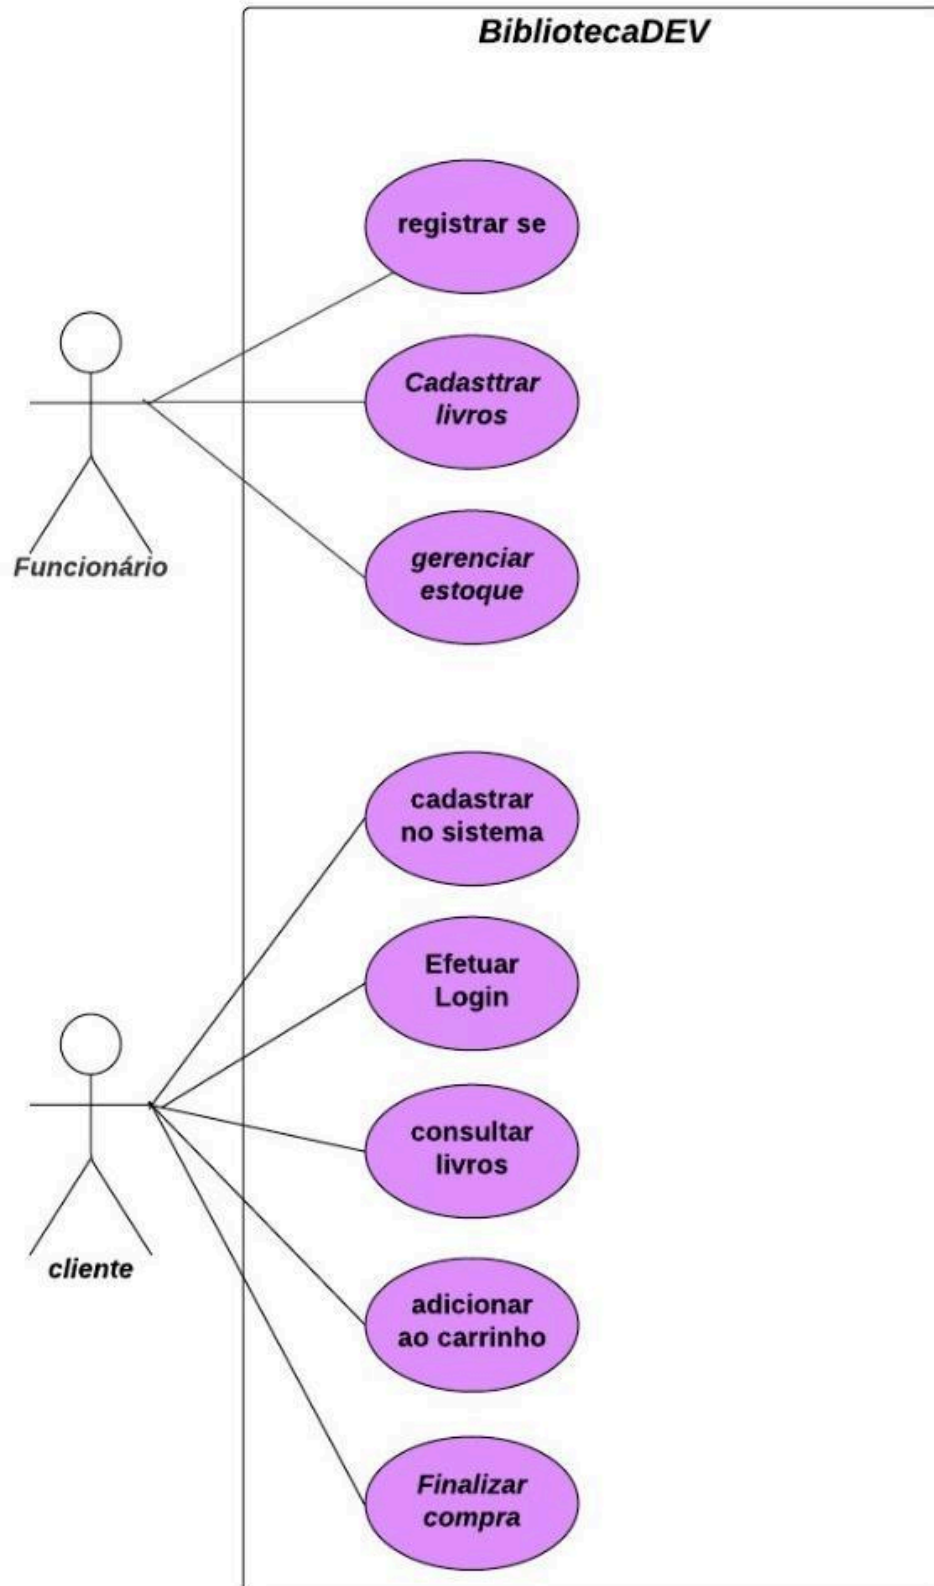 BibliotecaDEV
registrar se
Cadasttrar
livros
Funcionário
gerenciar
estoque
cadastrar
no sistema
Efetuar
Login
consultar
livros
cliente
adicionar
ao carrinho
Finalizar
compra